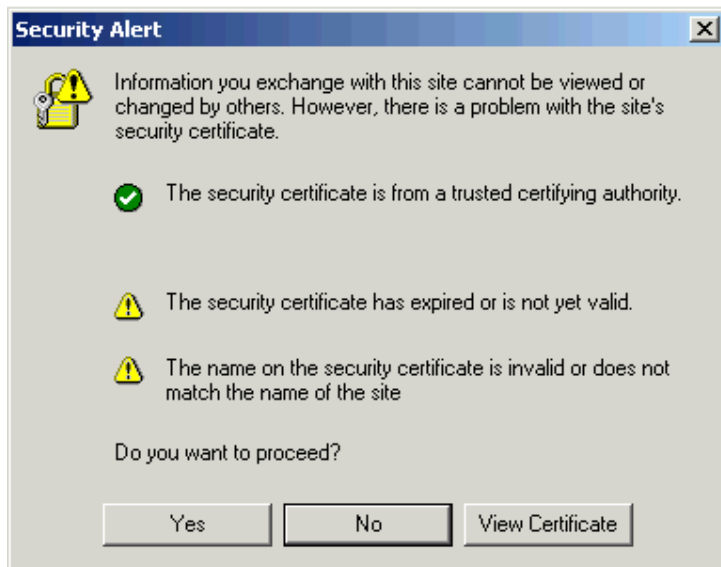 Security Alert
Information you exchange with this site cannot be viewed or
changed by others. However, there is a problem with the site's
security certificate.
The security certificate is from a trusted certifying authority.
The security certificate has expired or is not yet valid.
The name on the security certificate is invalid or does not
match the name of the site
Do you want to proceed?
Yes No View Certificate